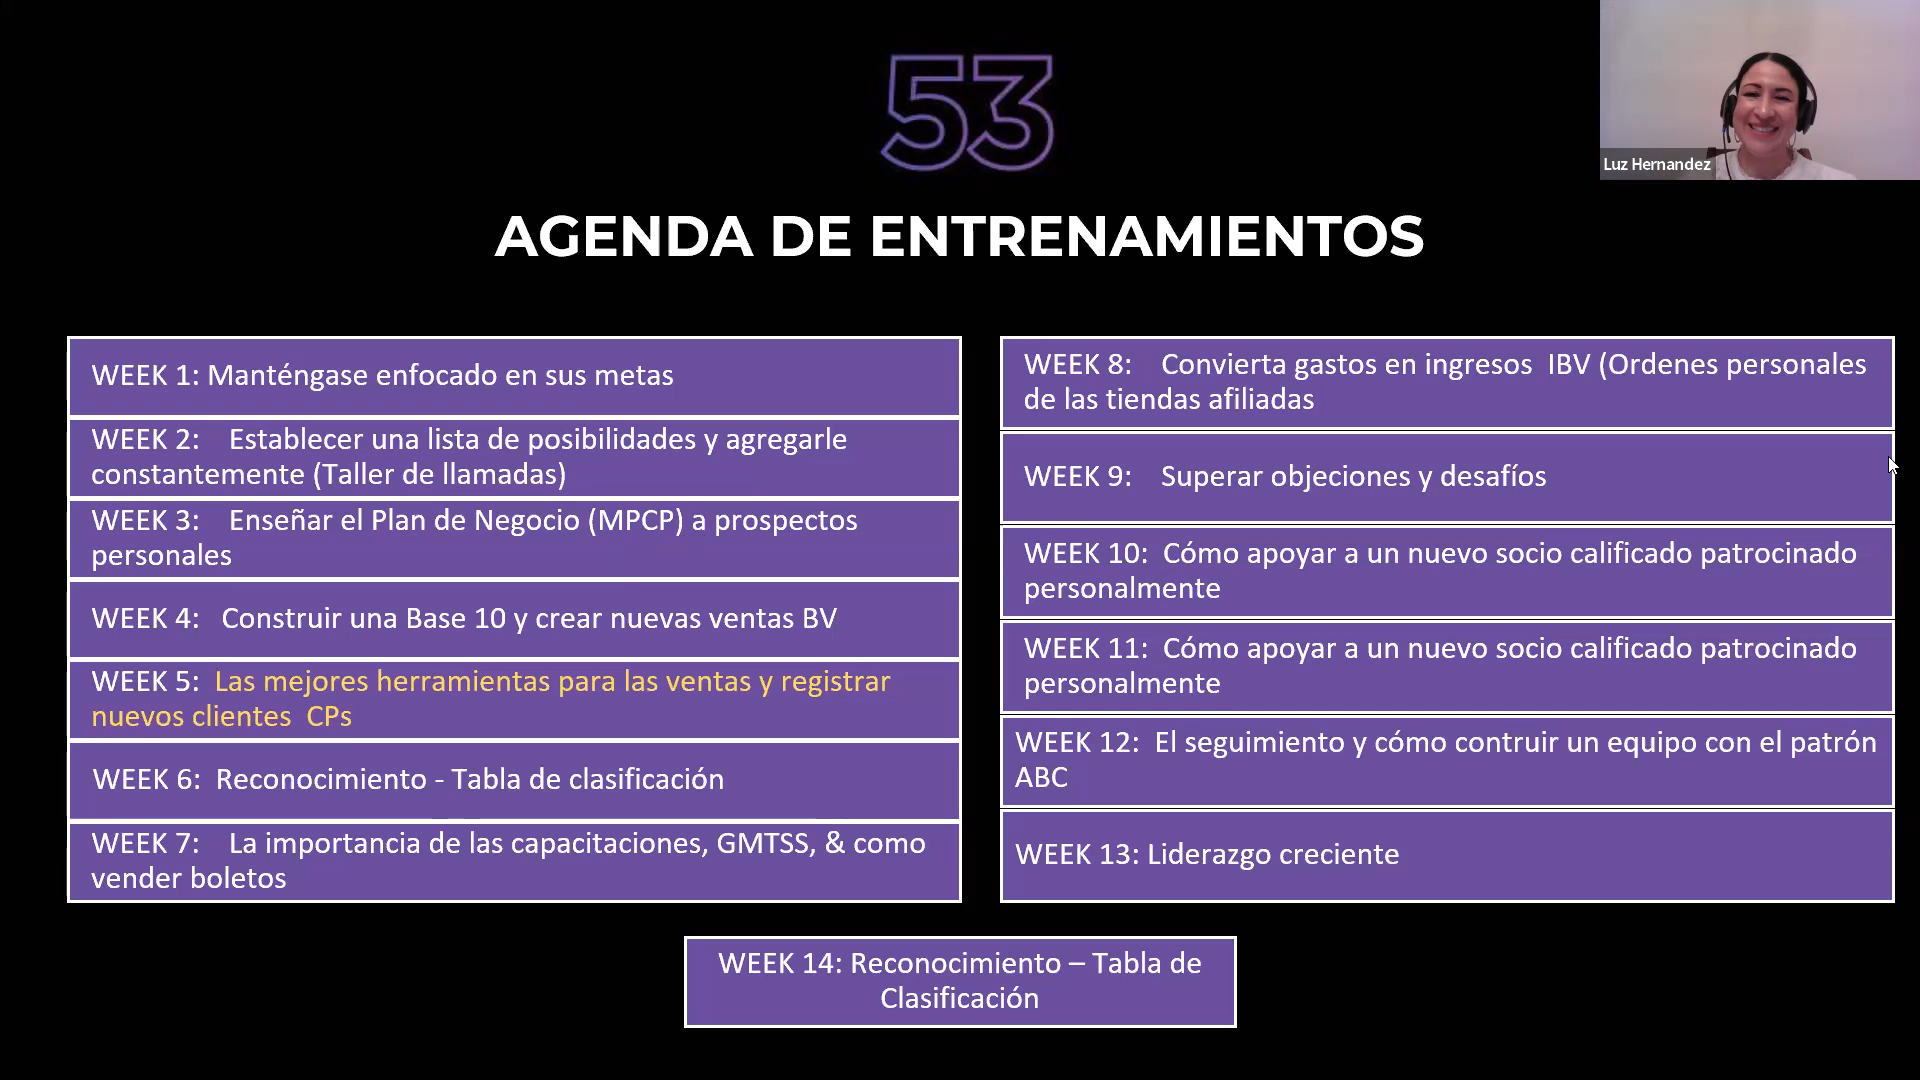 53
Luz Hernandez
AGENDA DE ENTRENAMIENTOS
WEEK 1: Manténgase enfocado en sus metas
WEEK 2: Establecer una lista de posibilidades y agregarle
constantemente (Taller de llamadas)
WEEK 3: Enseñar el Plan de Negocio (MPCP) a prospectos
personales
WEEK 4: Construir una Base 10 y crear nuevas ventas BV
WEEK 5: Las mejores herramientas para las ventas y registrar
nuevos clientes CPs
WEEK 6: Reconocimiento - Tabla de clasificación
WEEK 7: La importancia de las capacitaciones, GMTSS, & como
vender boletos
WEEK 8: Convierta gastos en ingresos IBV (Ordenes personales
de las tiendas afiliadas
WEEK 9: Superar objeciones y desafíos
WEEK 10: Cómo apoyar a un nuevo socio calificado patrocinado
personalmente
WEEK 11: Cómo apoyar a un nuevo socio calificado patrocinado
personalmente
WEEK 12: El seguimiento y cómo contruir un equipo con el patrón
ABC
WEEK 13: Liderazgo creciente
WEEK 14: Reconocimiento – Tabla de
Clasificación